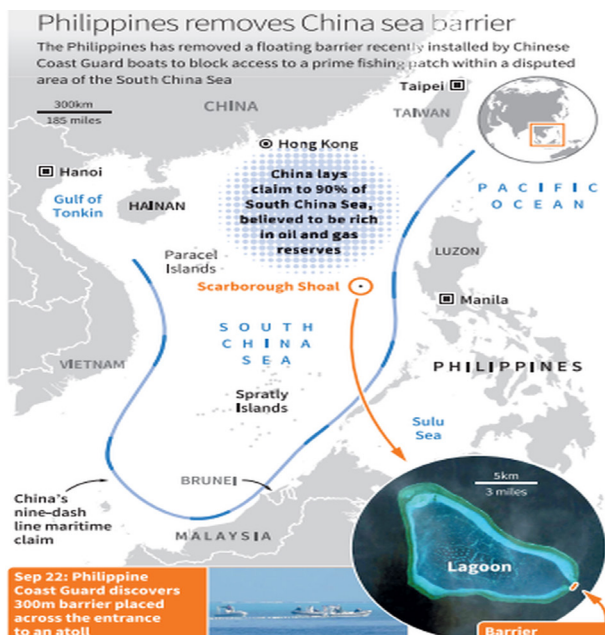 Philippines removes China sea barrier
The Philippines has removed a floating barrier recently installed by Chinese
Coast Guard boats to block access to a prime fishing patch within a disputed
area of the South China Sea
300km
185 miles
CHINA
Taipei
TAIWAN
Hong Kong
Hanoi
Gulf of
Tonkin
HAINAN
China lays
claim to 90% of
South China Sea,
believed to be rich
in oil and gas
reserves
PACIFIC
OCEAN
Paracel
Islands
LUZON
Scarborough Shoal
Manila
SOUTH
CHINA
SEA
VIETNAM
PHILIPPINES
Spratly
Islands
Sulu
Sea
BRUNEI
China's
nine-dash
line maritime
claim
MALAYSIA
5km
3 miles
Lagoon
Sep 22: Philippine
Coast Guard discovers
300m barrier placed
across the entrance
to an atoll
Barrier